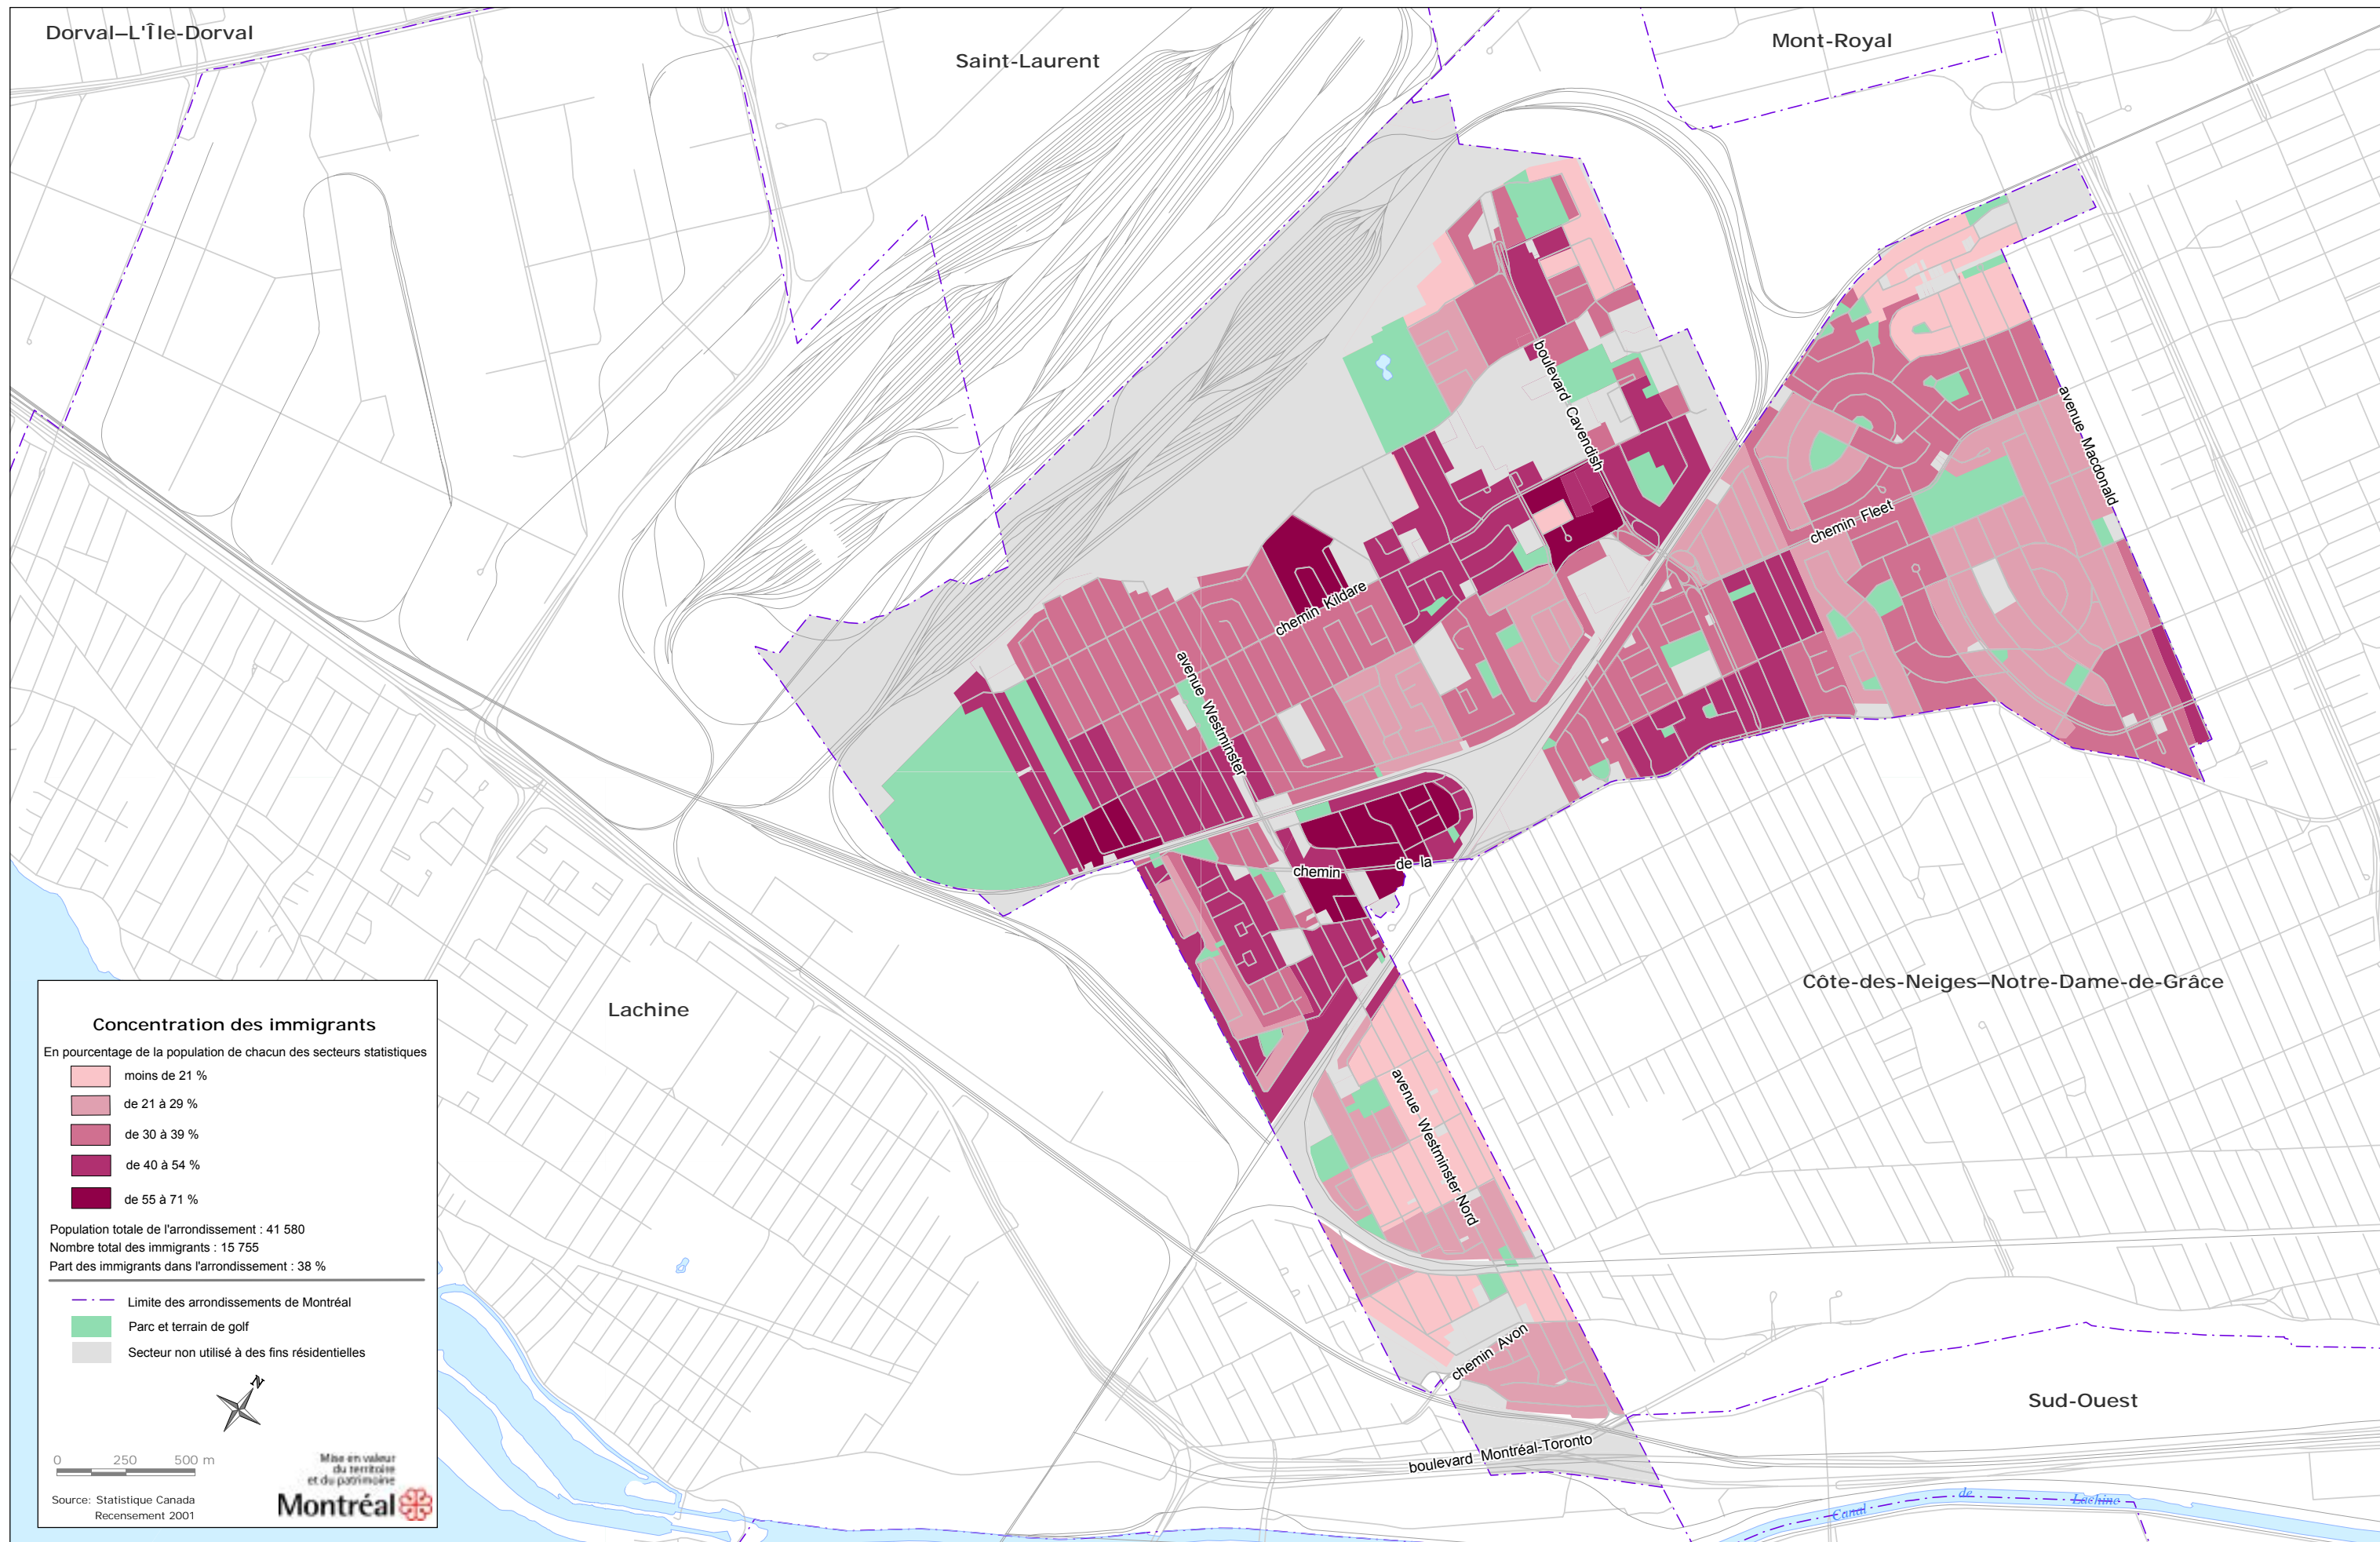 Dorval–L'Île-Dorval
Saint-Laurent
Mont-Royal
boulevard Cavendish
avenue Macdonald
chemin Fleet
chemin Kildare
avenue Westminster
chemin de la
Côte-des-Neiges–Notre-Dame-de-Grâce
Lachine
avenue Westminster Nord
chemin Avon
Sud-Ouest
boulevard Montréal-Toronto
Canal de Lachine
Concentration des immigrants
En pourcentage de la population de chacun des secteurs statistiques
moins de 21 %
de 21 à 29 %
de 30 à 39 %
de 40 à 54 %
de 55 à 71 %
Population totale de l'arrondissement : 41 580
Nombre total des immigrants : 15 755
Part des immigrants dans l'arrondissement : 38 %
Limite des arrondissements de Montréal
Parc et terrain de golf
Secteur non utilisé à des fins résidentielles
N
0 250 500 m
Source: Statistique Canada
Recensement 2001
Mise en valeur
du territoire
et du patrimoine
Montréal